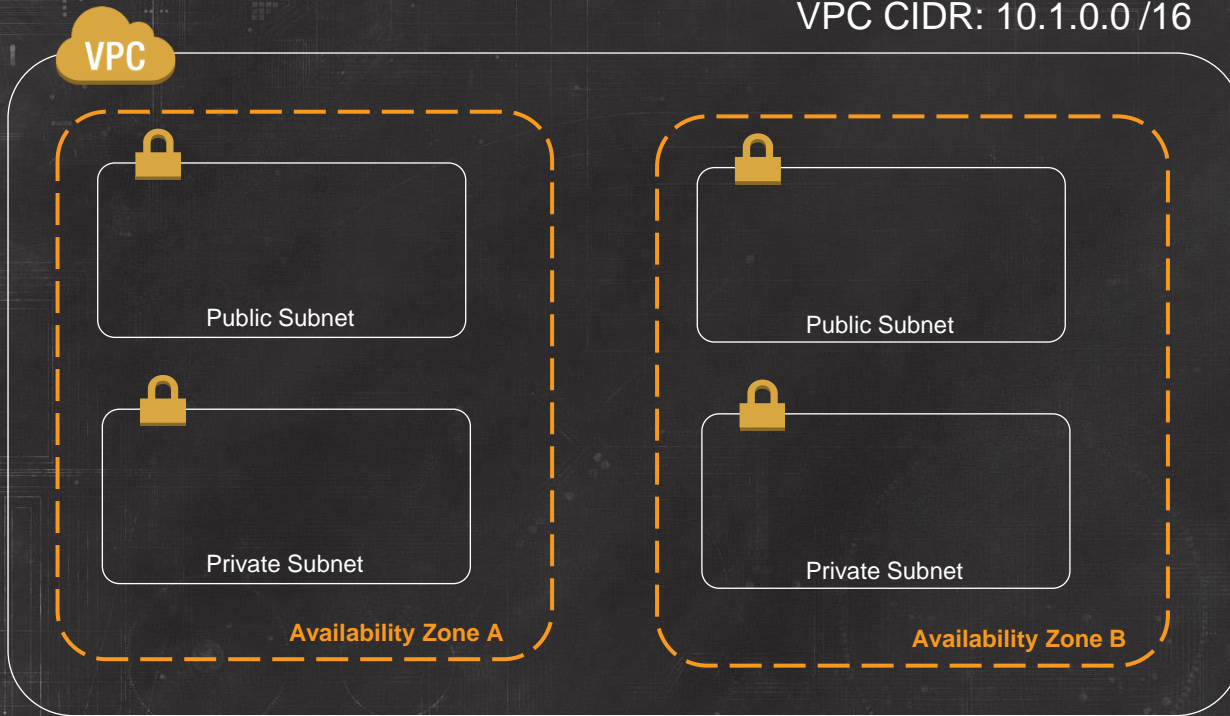 VPC CIDR: 10.1.0.0 /16
VPC
Public Subnet
Public Subnet
Private Subnet
Private Subnet
Availability Zone A
Availability Zone B